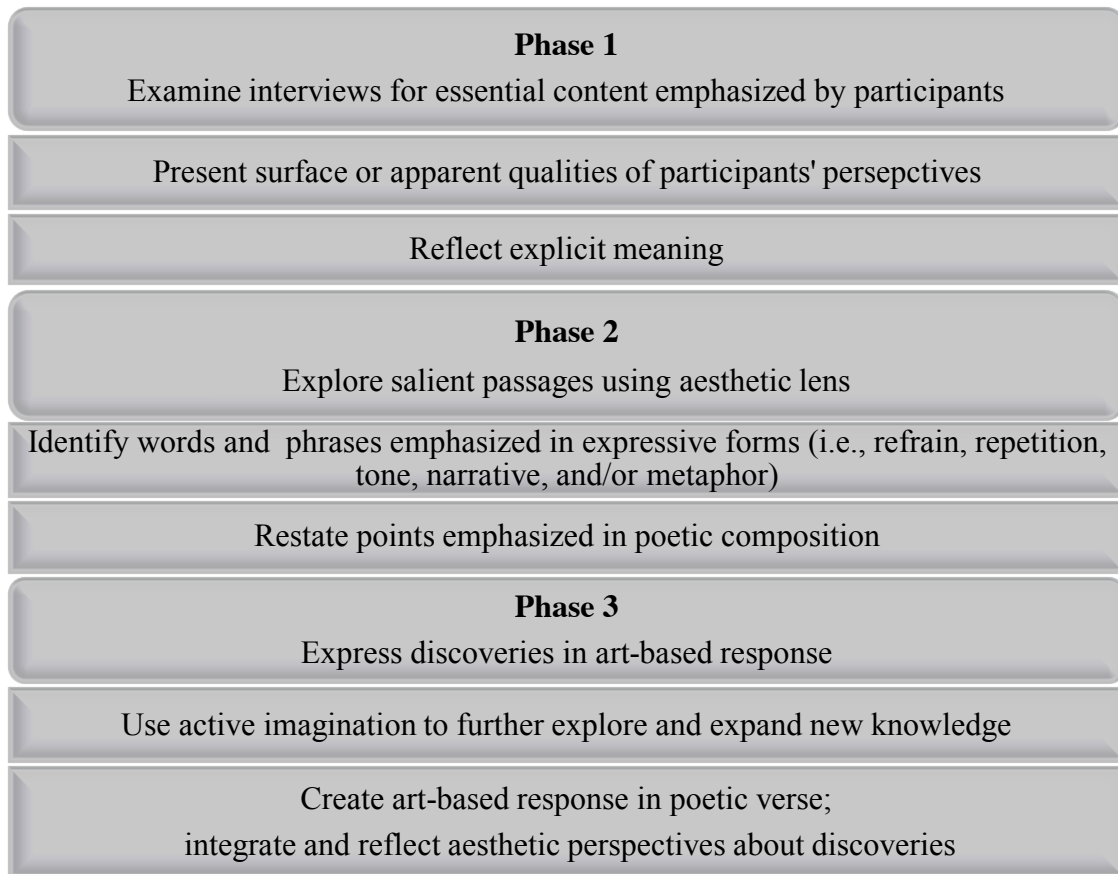 Phase 1
Examine interviews for essential content emphasized by participants
Present surface or apparent qualities of participants' persepctives
Reflect explicit meaning
Phase 2
Explore salient passages using aesthetic lens
Identify words and  phrases emphasized in expressive forms (i.e., refrain, repetition,
tone, narrative, and/or metaphor)
Restate points emphasized in poetic composition
Phase 3
Express discoveries in art-based response
Use active imagination to further explore and expand new knowledge
Create art-based response in poetic verse;
integrate and reflect aesthetic perspectives about discoveries